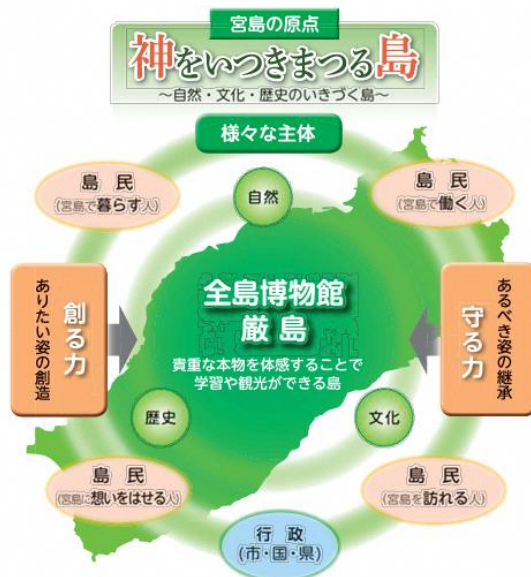 宮島の原点
神をいつきまつる島
～自然・文化・歴史のいきづく島～
様々な主体
島民
(宮島で暮らす人)
島民
(宮島で働く人)
自然
創る力
ありたい姿の創造
全島博物館
厳島
貴重な本物を体感することで
学習や観光ができる島
あるべき姿の継承
守る力
歴史
文化
島民
(宮島に想いをはせる人)
島民
(宮島を訪れる人)
行政
(市・国・県)